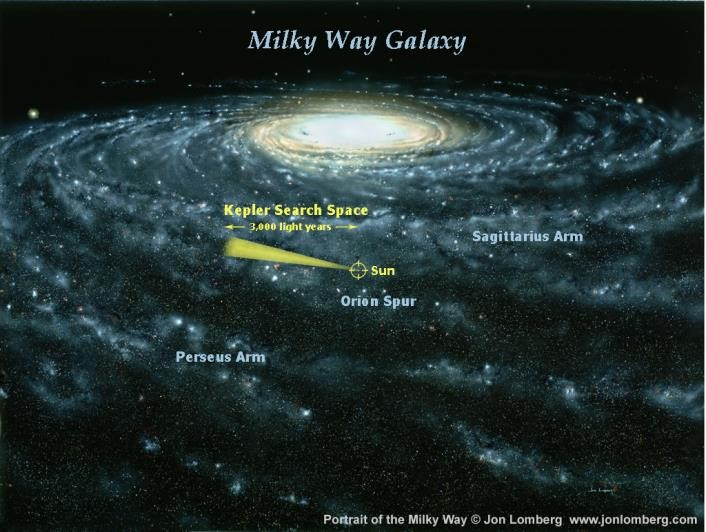 Milky Way Galaxy
Kepler Search Space
3,000 light years
Sagittarius Arm
Sun
Orion Spur
Perseus Arm
Portrait of the Milky Way © Jon Lomberg www.jonlomberg.com